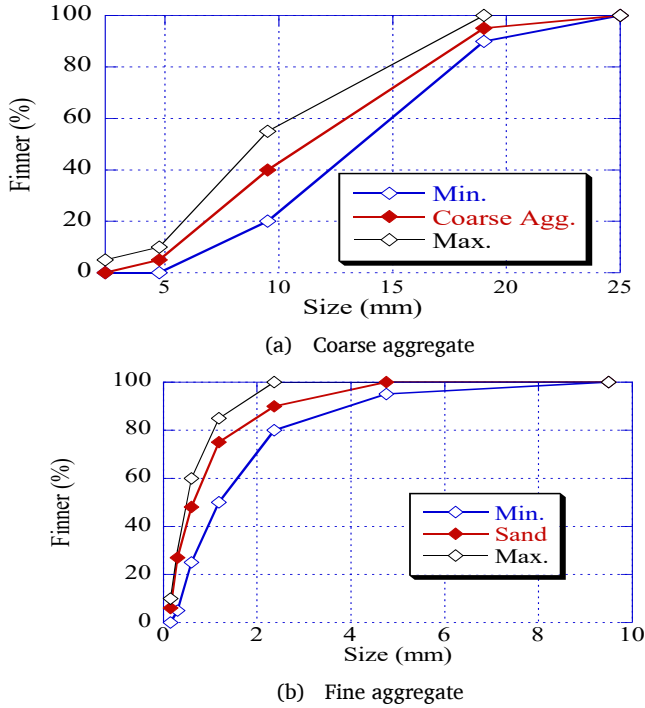 100
80
60
40
20
0
Finner (%)
Min.
Coarse Agg.
Max.
5
10
15
20
25
Size (mm)
(a) Coarse aggregate
100
80
60
40
20
0
Finner (%)
Min.
Sand
Max.
0
2
4
6
8
10
Size (mm)
(b) Fine aggregate